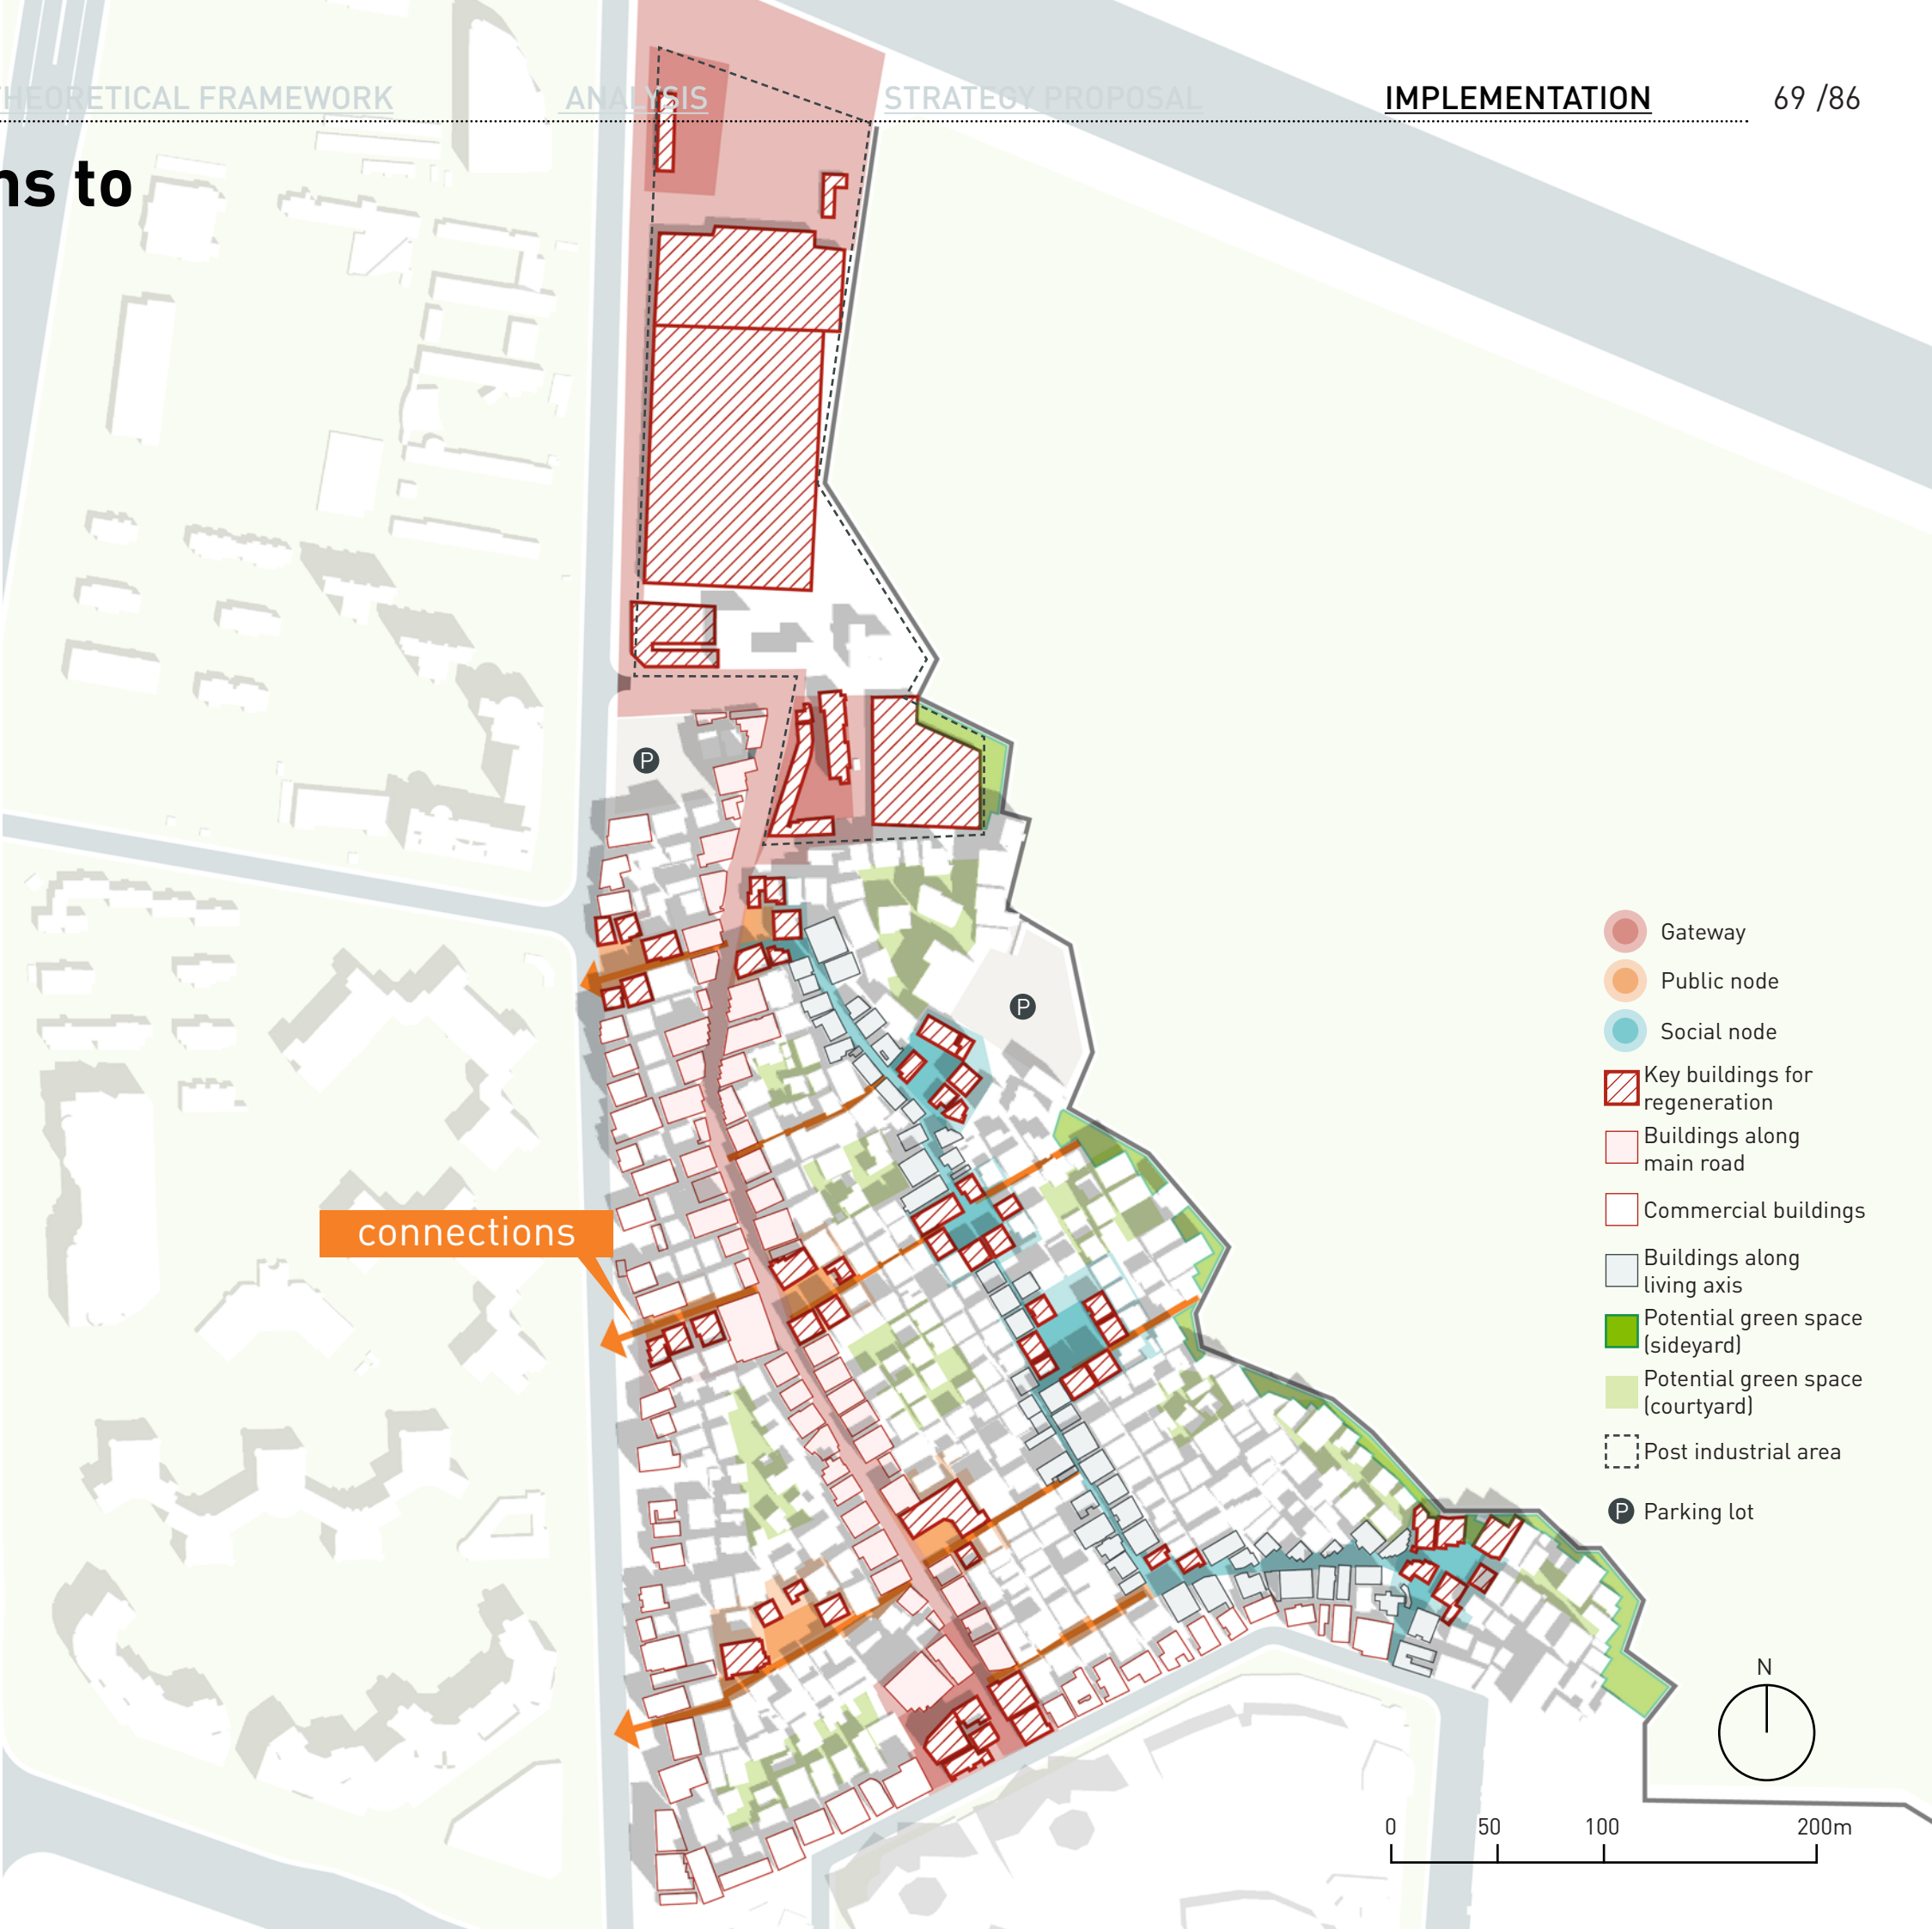 THEORETICAL FRAMEWORK ANALYSIS STRATEGY PROPOSAL IMPLEMENTATION 69 /86
ns to
P
P
connections
Gateway
Public node
Social node
Key buildings for
regeneration
Buildings along
main road
Commercial buildings
Buildings along
living axis
Potential green space
(sideyard)
Potential green space
(courtyard)
Post industrial area
P Parking lot
N
0 50 100 200m